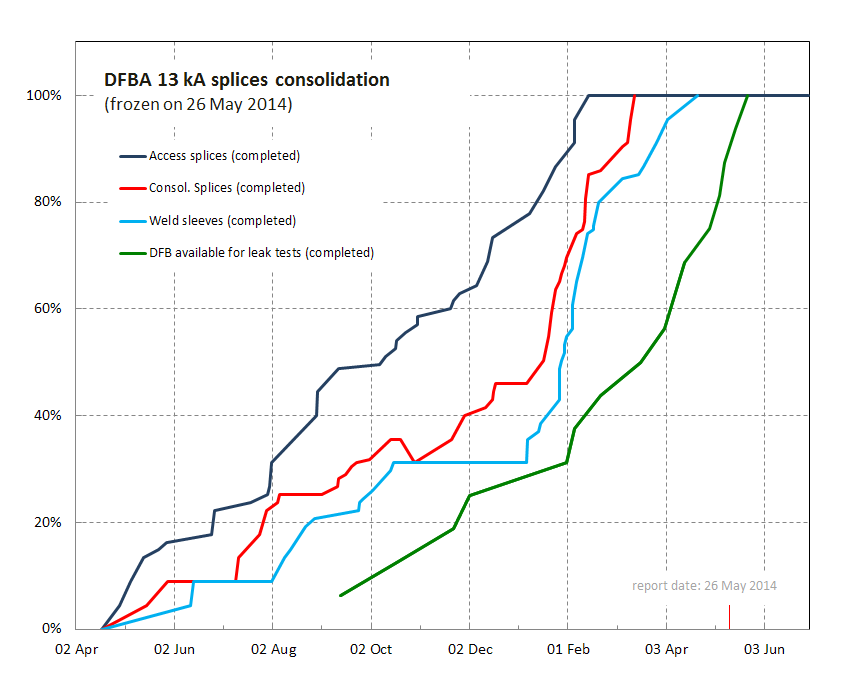 DFBA 13 kA splices consolidation
(frozen on 26 May 2014)
100%
Access splices (completed)
Consol. Splices (completed)
80%
Weld sleeves (completed)
DFB available for leak tests (completed)
60%
40%
20%
report date: 26 May 2014
0%
02 Apr 02 Jun 02 Aug 02 Oct 02 Dec 01 Feb 03 Apr 03 Jun